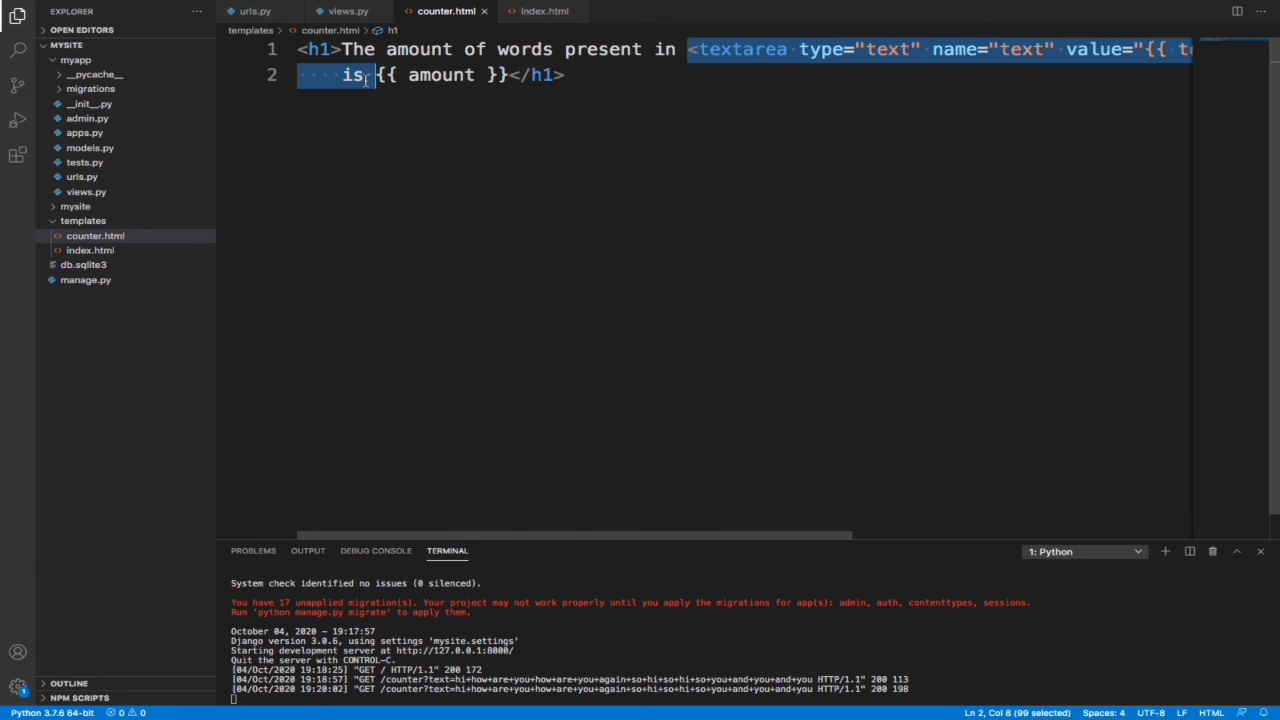 EXPLORER
urls.py
views.py
counter.html
index.html
OPEN EDITORS
templates > counter.html > h1
MYSITE
1 <h1>The amount of words present in <textarea type="text" name="text" value="{{ te
2 is {{ amount }}</h1>
myapp
__pycache__
migrations
__init__.py
admin.py
apps.py
models.py
tests.py
urls.py
views.py
mysite
templates
counter.html
index.html
db.sqlite3
manage.py
PROBLEMS OUTPUT DEBUG CONSOLE TERMINAL
1: Python
System check identified no issues (0 silenced).
You have 17 unapplied migration(s). Your project may not work properly until you apply the migrations for app(s): admin, auth, contenttypes, sessions.
Run 'python manage.py migrate' to apply them.
October 04, 2020 - 19:17:57
Django version 3.0.6, using settings 'mysite.settings'
Starting development server at http://127.0.0.1:8000/
Quit the server with CONTROL-C.
[04/Oct/2020 19:18:25] "GET / HTTP/1.1" 200 172
[04/Oct/2020 19:18:57] "GET /counter?text=hi+how+are+you+how+are+you+again+so+hi+so+hi+so+you+and+you+and+you HTTP/1.1" 200 113
[04/Oct/2020 19:20:02] "GET /counter?text=hi+how+are+you+how+are+you+again+so+hi+so+hi+so+you+and+you+and+you HTTP/1.1" 200 198
OUTLINE
NPM SCRIPTS
1
Python 3.7.6 64-bit 0 0
Ln 2, Col 8 (99 selected) Spaces: 4 UTF-8 LF HTML